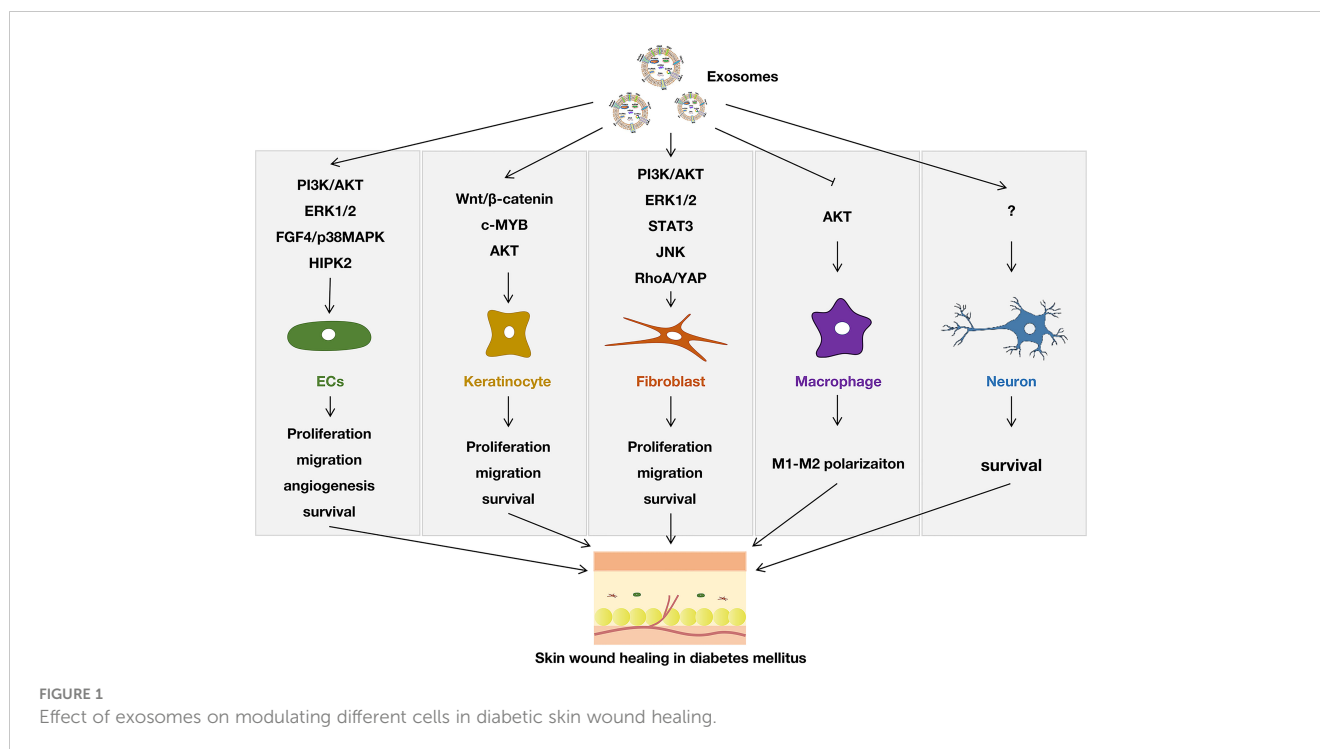 Exosomes
PI3K/AKT
ERK1/2
FGF4/p38MAPK
HIPK2
ECs
Proliferation
migration
angiogenesis
survival
Wnt/β-catenin
c-MYB
AKT
Keratinocyte
Proliferation
migration
survival
PI3K/AKT
ERK1/2
STAT3
JNK
RhoA/YAP
Fibroblast
Proliferation
migration
survival
AKT
Macrophage
M1-M2 polarizaiton
?
Neuron
survival
Skin wound healing in diabetes mellitus
FIGURE 1
Effect of exosomes on modulating different cells in diabetic skin wound healing.